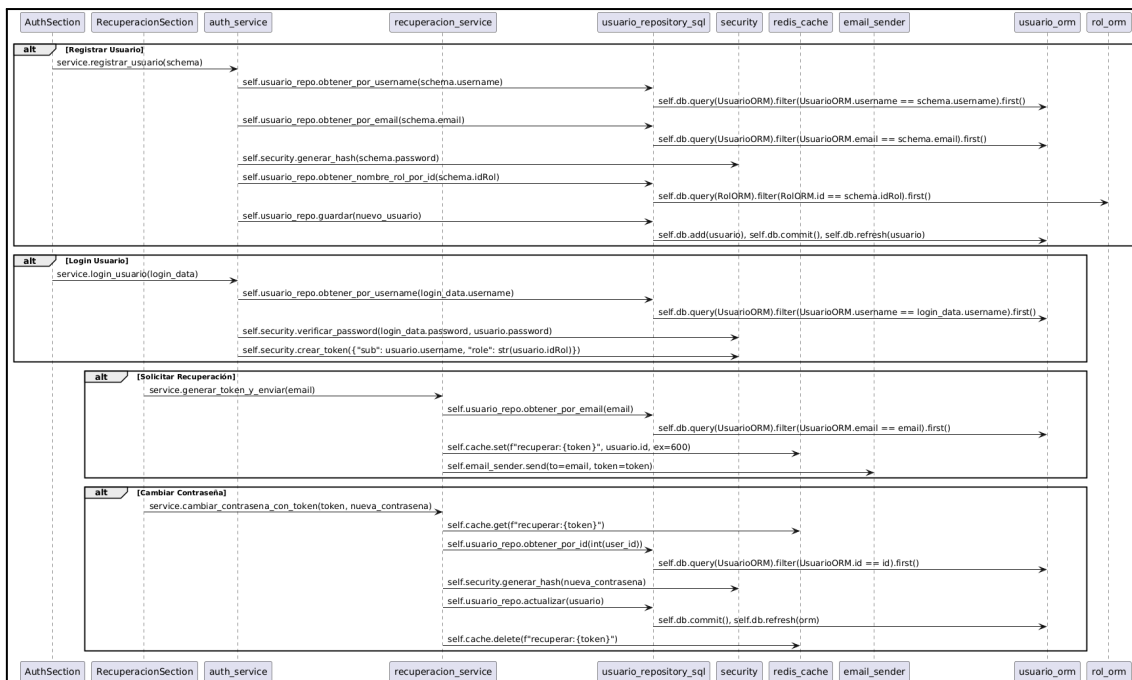 AuthSection RecuperacionSection auth_service recuperacion_service usuario_repository_sql security redis_cache email_sender usuario_orm rol_orm
alt [Registrar Usuario]
service.registrar_usuario(schema)
self.usuario_repo.obtener_por_username(schema.username)
self.db.query(UsuarioORM).filter(UsuarioORM.username == schema.username).first()
self.usuario_repo.obtener_por_email(schema.email)
self.db.query(UsuarioORM).filter(UsuarioORM.email == schema.email).first()
self.security.generar_hash(schema.password)
self.usuario_repo.obtener_nombre_rol_por_id(schema.idRol)
self.db.query(RolORM).filter(RolORM.id == schema.idRol).first()
self.usuario_repo.guardar(nuevo_usuario)
self.db.add(usuario), self.db.commit(), self.db.refresh(usuario)
alt [Login Usuario]
service.login_usuario(login_data)
self.usuario_repo.obtener_por_username(login_data.username)
self.db.query(UsuarioORM).filter(UsuarioORM.username == login_data.username).first()
self.security.verificar_password(login_data.password, usuario.password)
self.security.crear_token({"sub": usuario.username, "role": str(usuario.idRol)})
alt [Solicitar Recuperación]
service.generar_token_y_enviar(email)
self.usuario_repo.obtener_por_email(email)
self.db.query(UsuarioORM).filter(UsuarioORM.email == email).first()
self.cache.set(f"recuperar:{token}", usuario.id, ex=600)
self.email_sender.send(to=email, token=token)
alt [Cambiar Contraseña]
service.cambiar_contrasena_con_token(token, nueva_contrasena)
self.cache.get(f"recuperar:{token}")
self.usuario_repo.obtener_por_id(int(user_id))
self.db.query(UsuarioORM).filter(UsuarioORM.id == id).first()
self.security.generar_hash(nueva_contrasena)
self.usuario_repo.actualizar(usuario)
self.db.commit(), self.db.refresh(orm)
self.cache.delete(f"recuperar:{token}")
AuthSection RecuperacionSection auth_service recuperacion_service usuario_repository_sql security redis_cache email_sender usuario_orm rol_orm